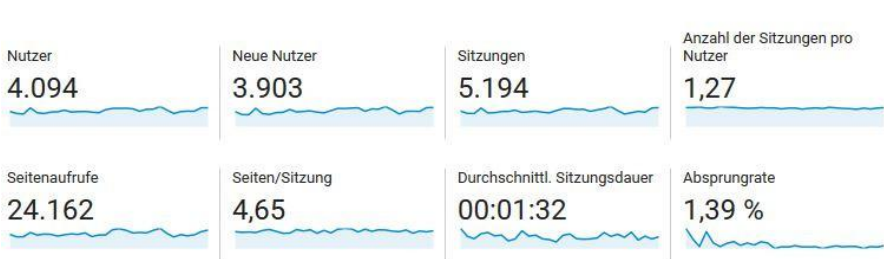 Nutzer
4.094
Neue Nutzer
3.903
Sitzungen
5.194
Anzahl der Sitzungen pro
Nutzer
1,27
Seitenaufrufe
24.162
Seiten/Sitzung
4,65
Durchschnittl. Sitzungsdauer
00:01:32
Absprungrate
1,39 %